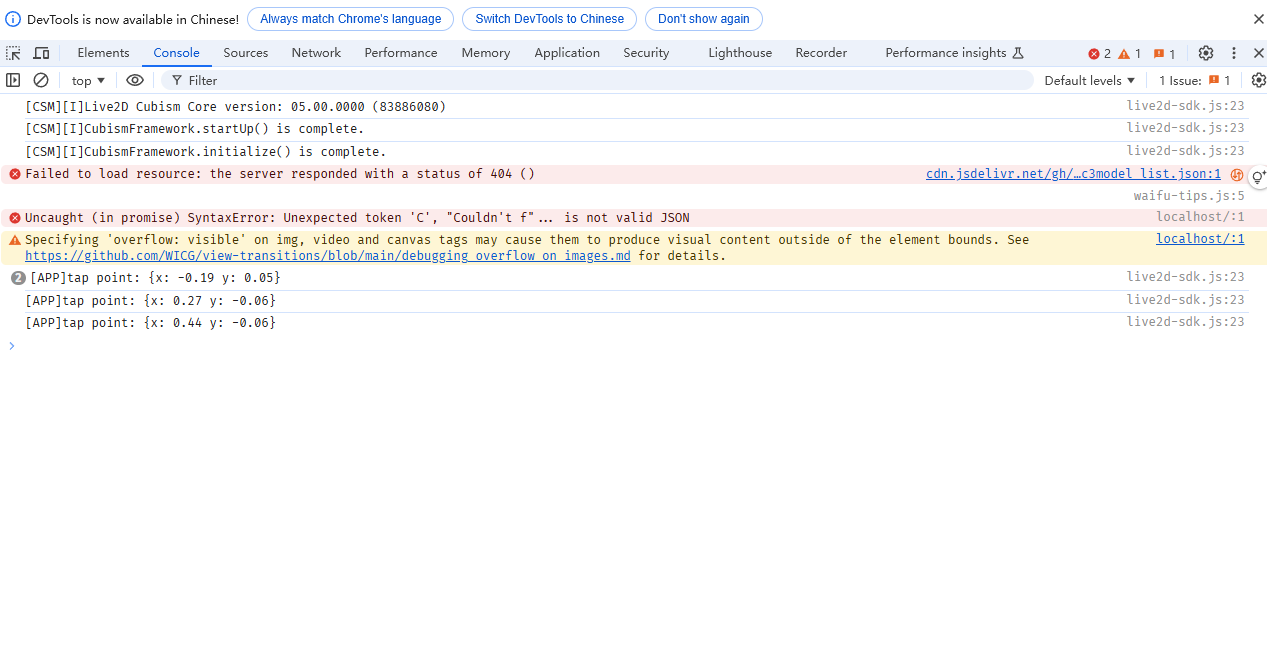 DevTools is now available in Chinese! Always match Chrome's language Switch DevTools to Chinese Don't show again
Elements Console Sources Network Performance Memory Application Security Lighthouse Recorder Performance insights 2 1 1
top Filter Default levels 1 Issue: 1
[CSM][I]Live2D Cubism Core version: 05.00.0000 (83886080) live2d-sdk.js:23
[CSM][I]CubismFramework.startUp() is complete. live2d-sdk.js:23
[CSM][I]CubismFramework.initialize() is complete. live2d-sdk.js:23
Failed to load resource: the server responded with a status of 404 () cdn.jsdelivr.net/gh/…c3model_list.json:1
waifu-tips.js:5
Uncaught (in promise) SyntaxError: Unexpected token 'C', "Couldn't f"... is not valid JSON localhost/:1
Specifying 'overflow: visible' on img, video and canvas tags may cause them to produce visual content outside of the element bounds. See localhost/:1
https://github.com/WICG/view-transitions/blob/main/debugging_overflow_on_images.md for details.
2 [APP]tap point: {x: -0.19 y: 0.05} live2d-sdk.js:23
[APP]tap point: {x: 0.27 y: -0.06} live2d-sdk.js:23
[APP]tap point: {x: 0.44 y: -0.06} live2d-sdk.js:23